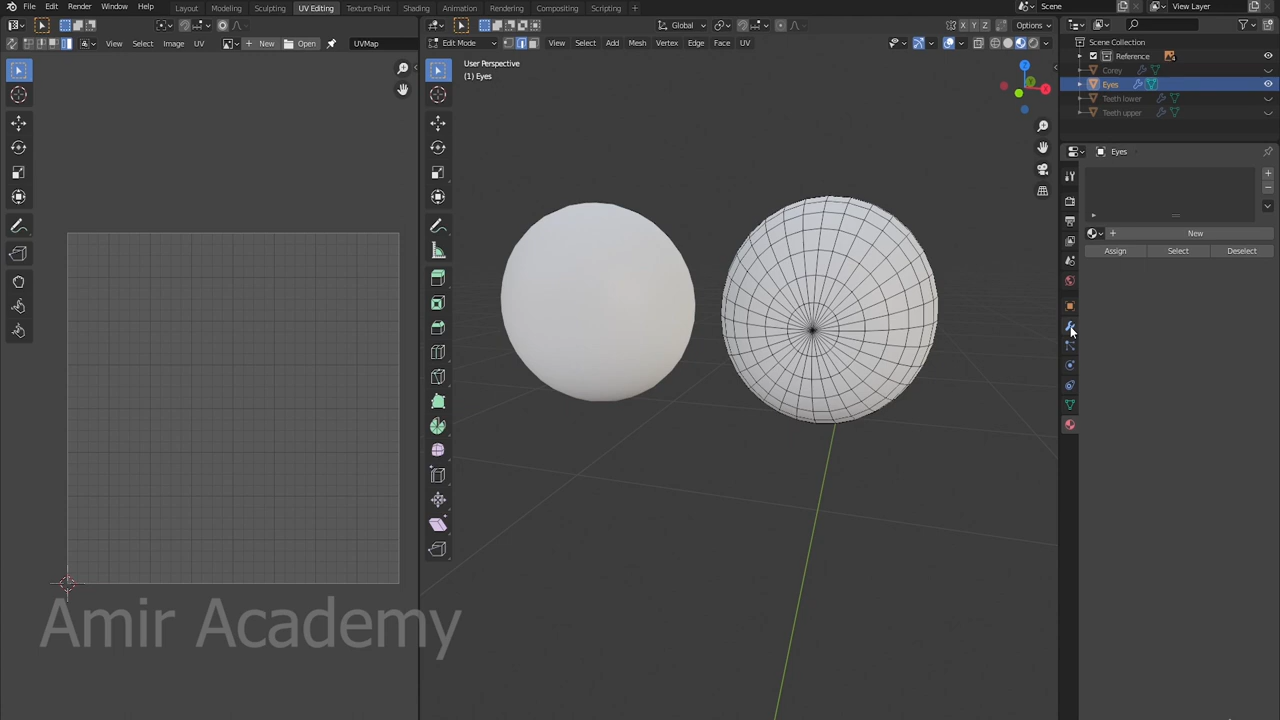 File Edit Render Window Help Layout Modeling Sculpting UV Editing Texture Paint Shading Animation Rendering Compositing Scripting + Scene View Layer
Global Options
View Select Image UV New Open UVMap Edit Mode View Select Add Mesh Vertex Edge Face UV
Scene Collection
Reference
Corey
Eyes
Teeth lower
Teeth upper
User Perspective
(1) Eyes
Z
Y
X
Eyes
New
Assign Select Deselect
Amir Academy